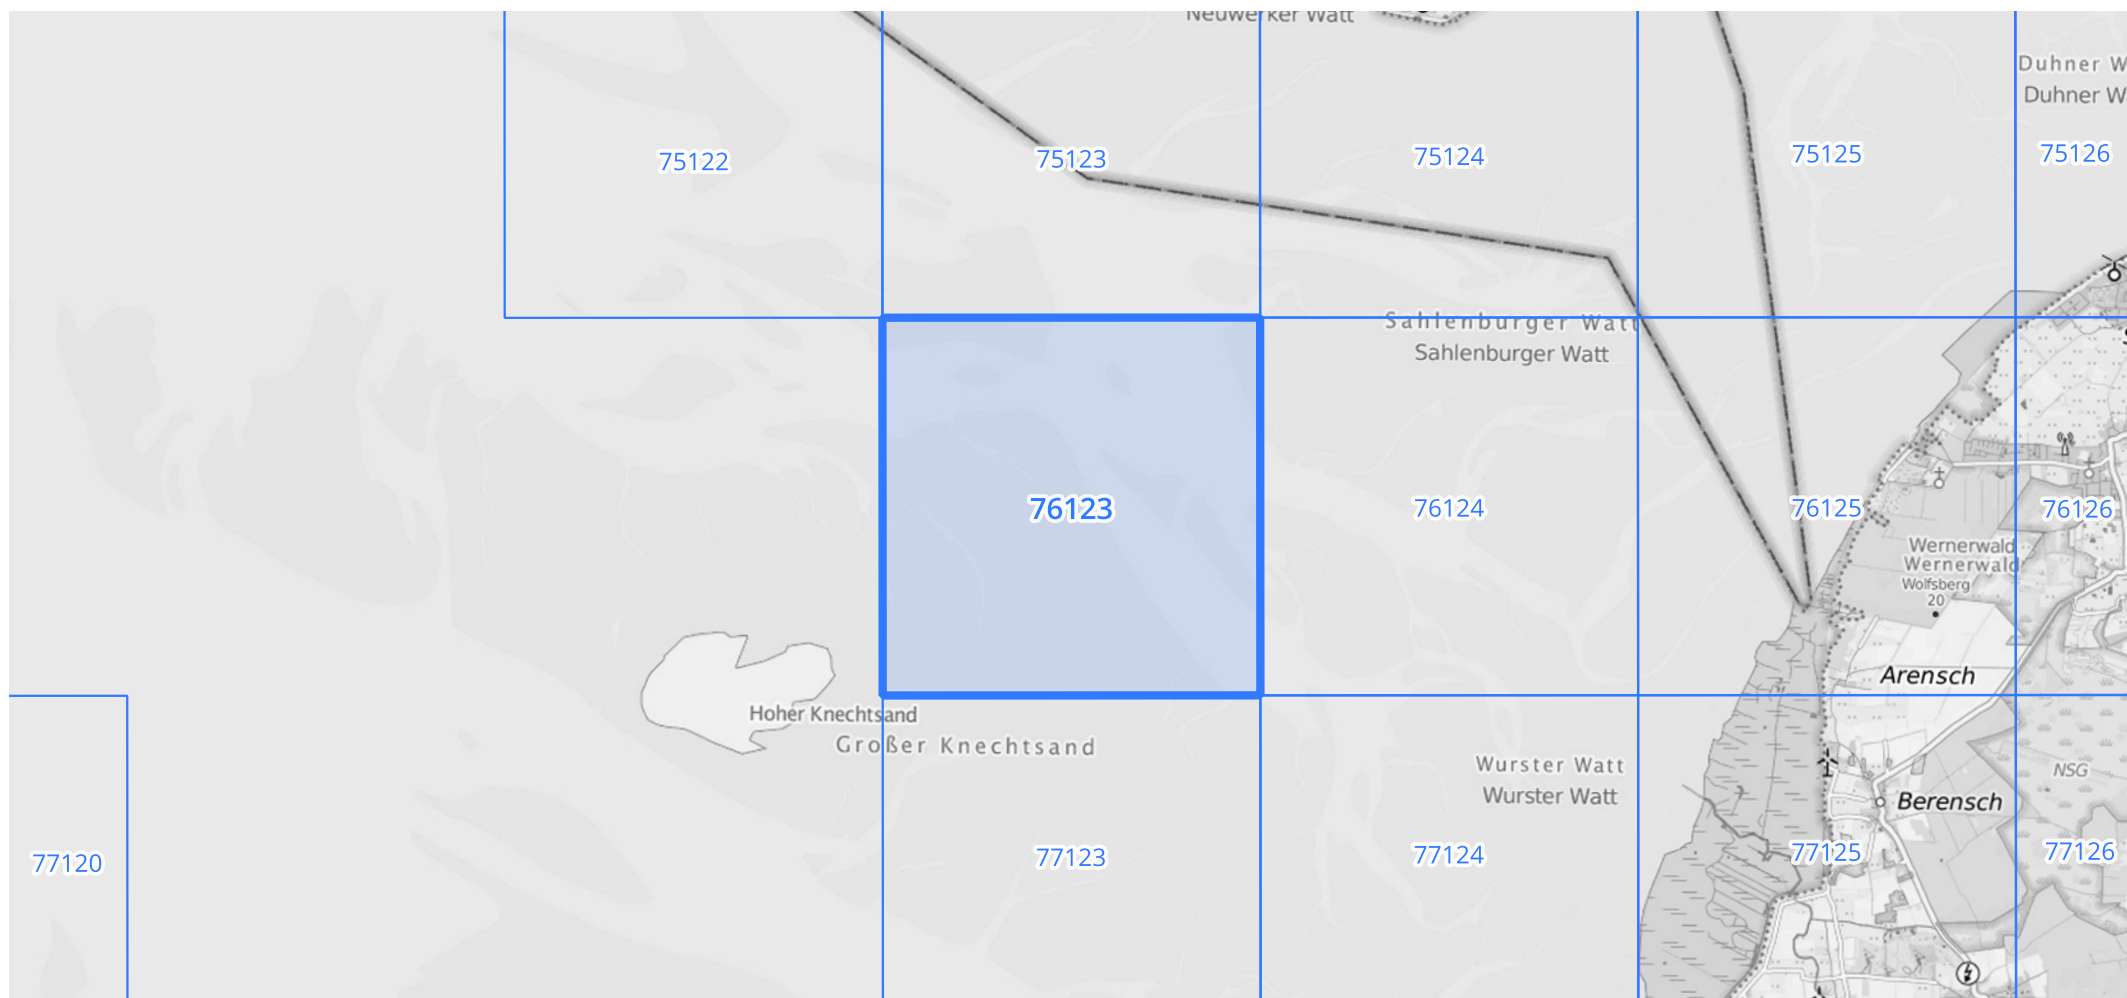 Neuwerker Watt
Duhner W
Duhner W
75122
75123
75124
75125
75126
Sahlenburger Watt
Sahlenburger Watt
76123
76124
76125
76126
Wernerwald
Wernerwald
Wolfsberg
20
Arensch
Hoher Knechtsand
Großer Knechtsand
Wurster Watt
Wurster Watt
NSG
Berensch
77120
77123
77124
77125
77126